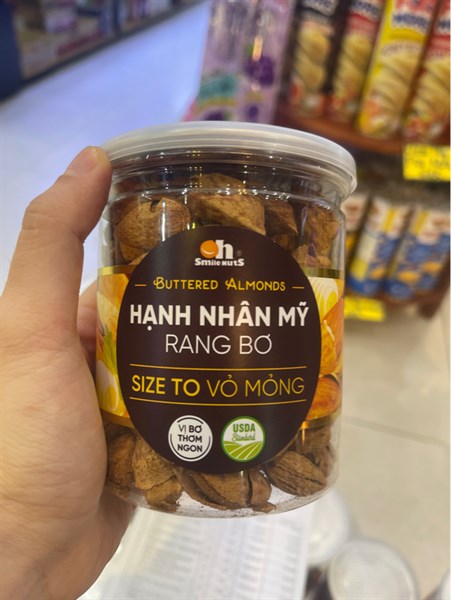 Oh
Smile Nuts
Buttered Almonds
HẠNH NHÂN MỸ
RANG BƠ
SIZE TO VỎ MỎNG
VỊ BƠ
THƠM
NGON
USDA
Standard